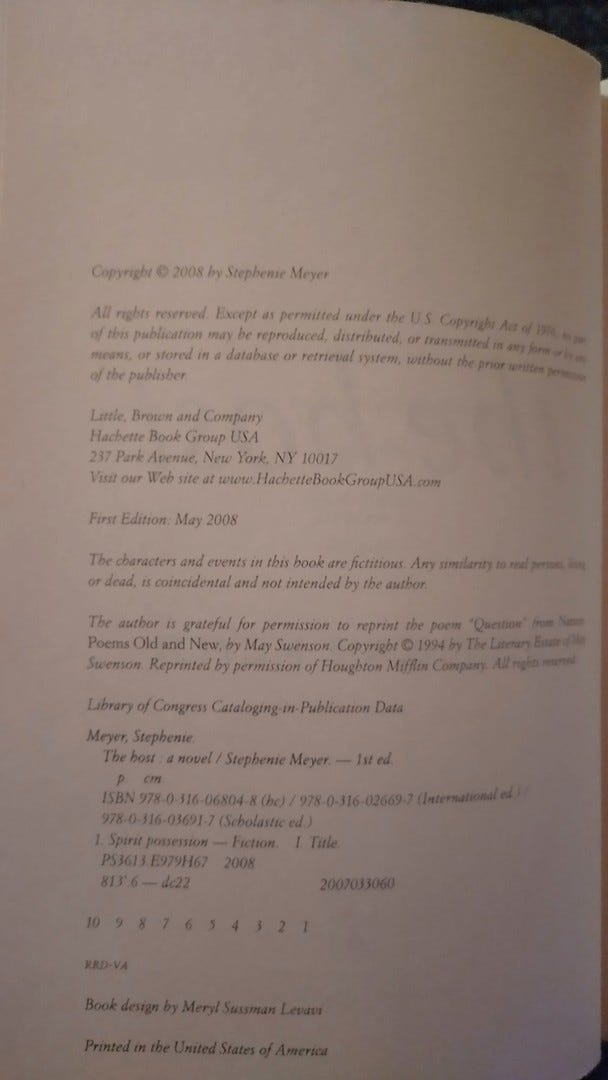 Copyright © 2008 by Stephenie Meyer
All rights reserved. Except as permitted under the U.S. Copyright Act of 1976, no part
of this publication may be reproduced, distributed, or transmitted in any form or by any
means, or stored in a database or retrieval system, without the prior written permission
of the publisher.
Little, Brown and Company
Hachette Book Group USA
237 Park Avenue, New York, NY 10017
Visit our Web site at www.HachetteBookGroupUSA.com
First Edition: May 2008
The characters and events in this book are fictitious. Any similarity to real persons, living
or dead, is coincidental and not intended by the author.
The author is grateful for permission to reprint the poem "Question" from Nature:
Poems Old and New, by May Swenson. Copyright © 1994 by The Literary Estate of May
Swenson. Reprinted by permission of Houghton Mifflin Company. All rights reserved.
Library of Congress Cataloging-in-Publication Data
Meyer, Stephenie.
The host : a novel / Stephenie Meyer. — 1st ed.
p. cm.
ISBN 978-0-316-06804-8 (hc) / 978-0-316-02669-7 (International ed.) /
978-0-316-03691-7 (Scholastic ed.)
1. Spirit possession — Fiction. I. Title.
PS3613.E979H67 2008
813'.6 — dc22 2007033060
10 9 8 7 6 5 4 3 2 1
RRD-VA
Book design by Meryl Sussman Levavi
Printed in the United States of America